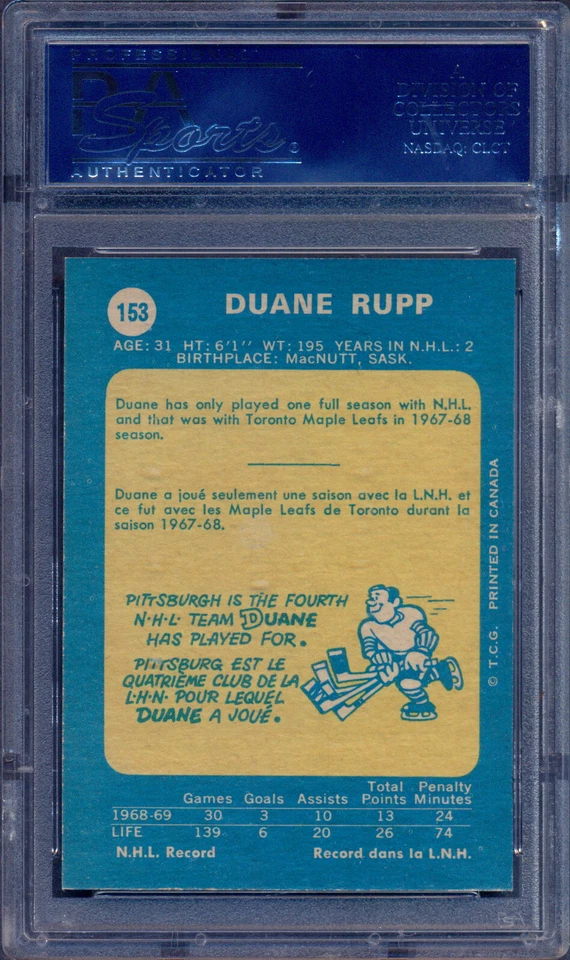 PROFESSIONAL
PSA
Sports®
AUTHENTICATOR
A
DIVISION OF
COLLECTORS
UNIVERSE
NASDAQ: CLCT
153
DUANE RUPP
AGE: 31 HT: 6'1'' WT: 195 YEARS IN N.H.L.: 2
BIRTHPLACE: MacNUTT, SASK.
Duane has only played one full season with N.H.L.
and that was with Toronto Maple Leafs in 1967-68
season.
Duane a joué seulement une saison avec la L.N.H. et
ce fut avec les Maple Leafs de Toronto durant la
saison 1967-68.
PITTSBURGH IS THE FOURTH
N·H·L· TEAM DUANE
HAS PLAYED FOR.
PITTSBURG EST LE
QUATRIÈME CLUB DE LA
L·H·N· POUR LEQUEL
DUANE A JOUÉ.
© T.C.G. PRINTED IN CANADA
Games Goals Assists Total Points Penalty Minutes
1968-69 30 3 10 13 24
LIFE 139 6 20 26 74
N.H.L. Record Record dans la L.N.H.
PSA